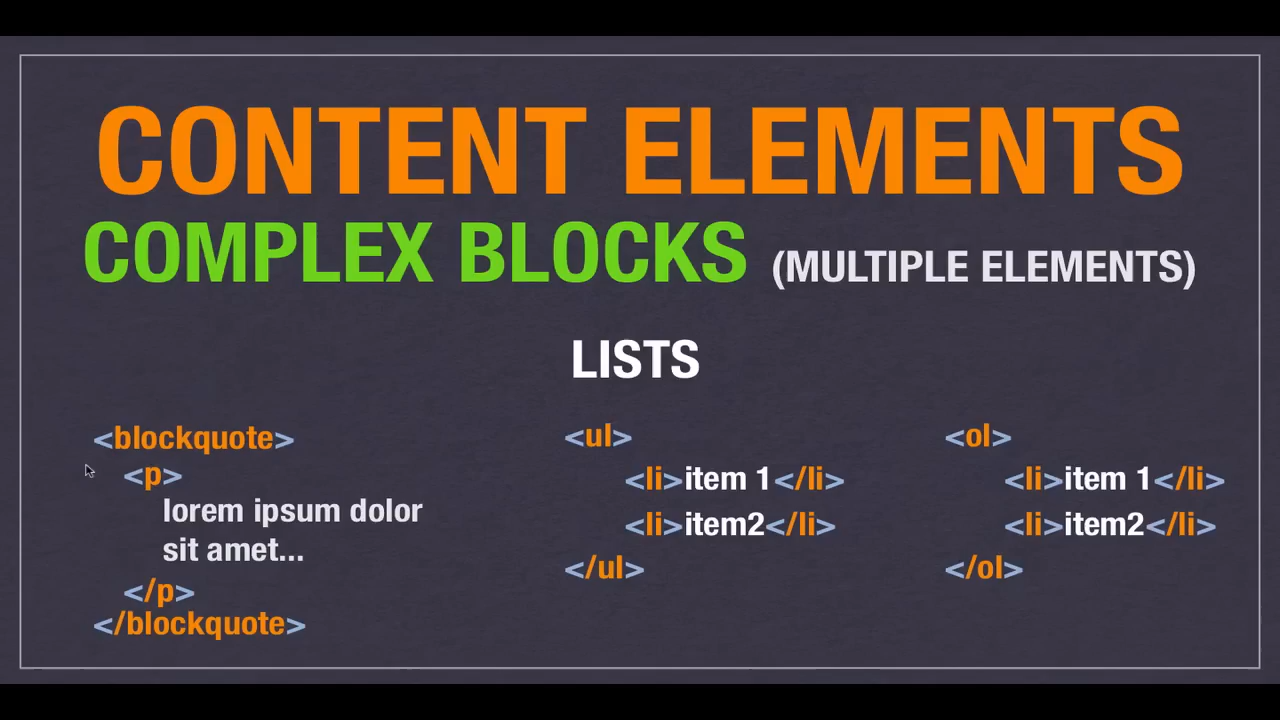 CONTENT ELEMENTS
COMPLEX BLOCKS (MULTIPLE ELEMENTS)
LISTS
<blockquote>
<p>
lorem ipsum dolor
sit amet...
</p>
</blockquote>
<ul>
<li>item 1</li>
<li>item2</li>
</ul>
<ol>
<li>item 1</li>
<li>item2</li>
</ol>